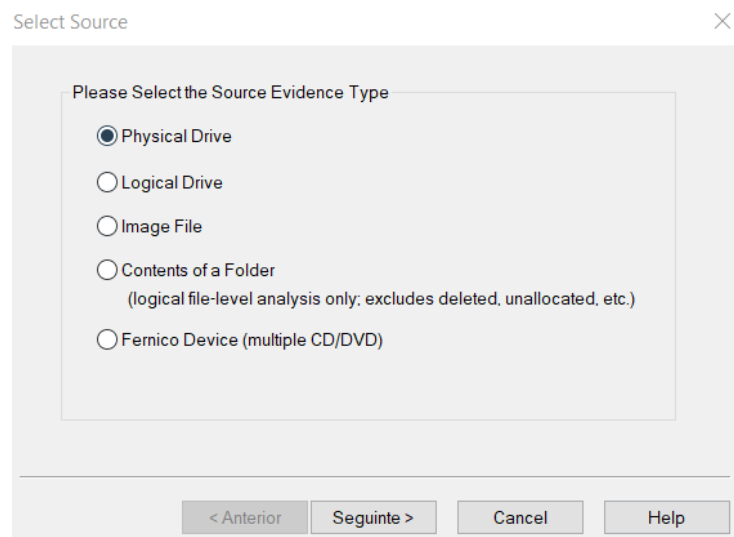 Select Source
Please Select the Source Evidence Type
Physical Drive
Logical Drive
Image File
Contents of a Folder
(logical file-level analysis only; excludes deleted, unallocated, etc.)
Fernico Device (multiple CD/DVD)
< Anterior Seguinte > Cancel Help